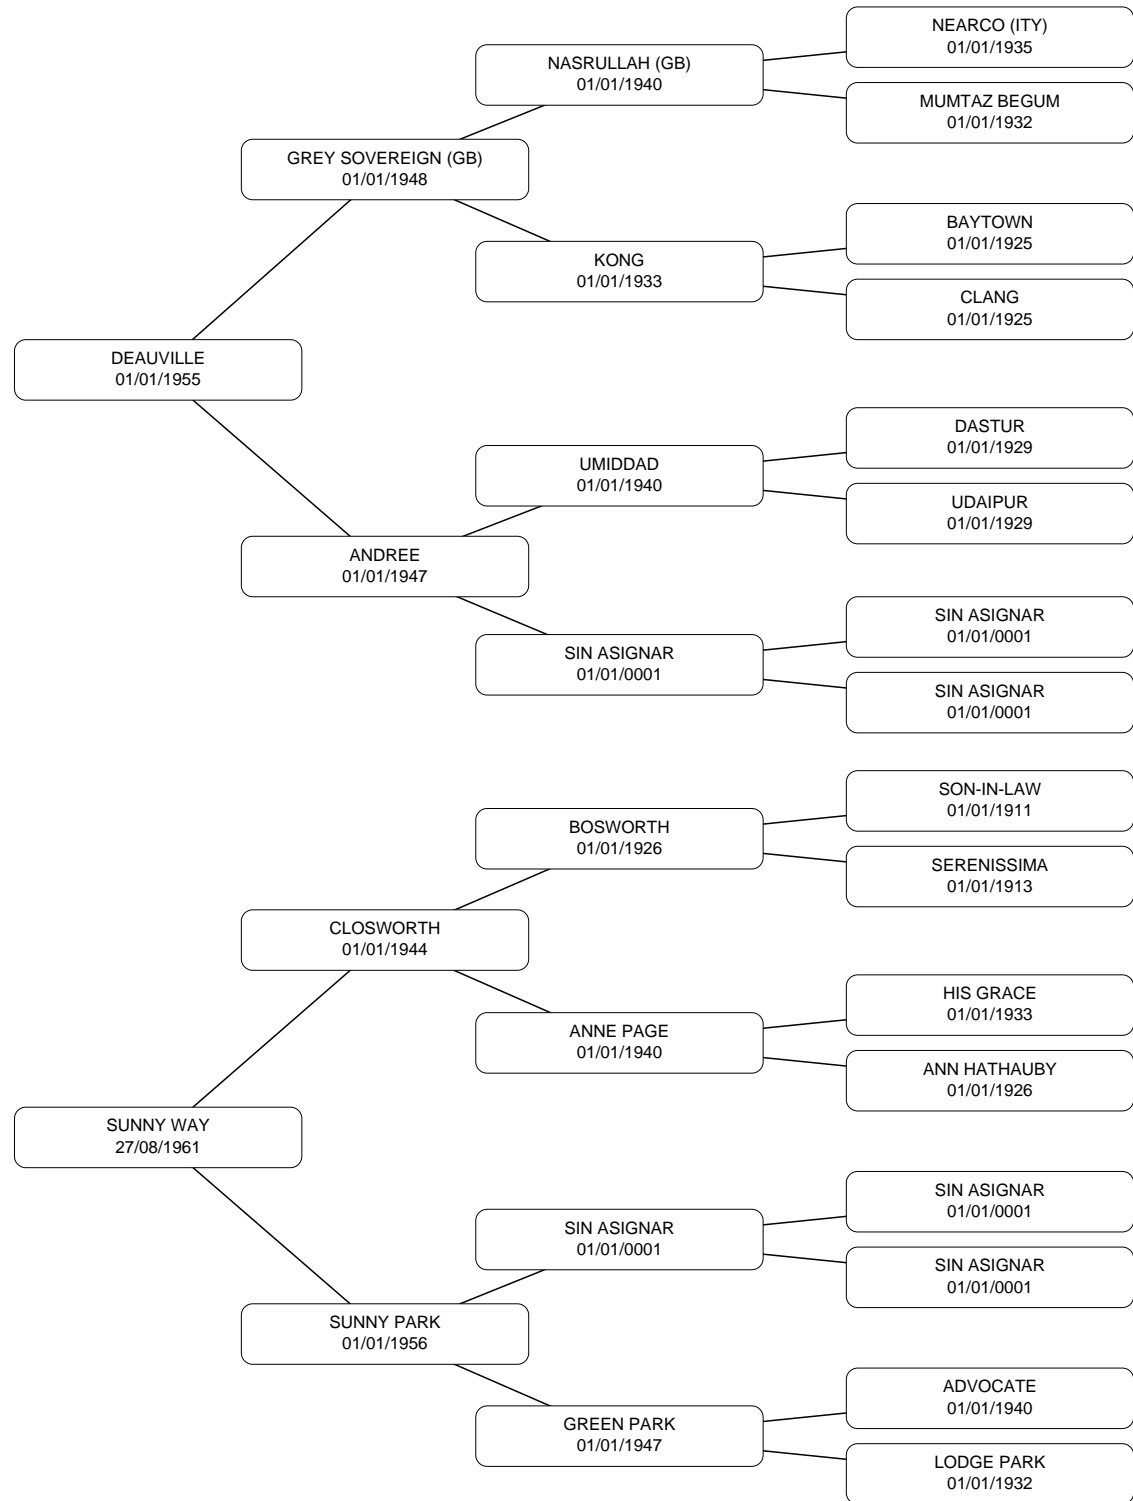 NEARCO (ITY)
01/01/1935
NASRULLAH (GB)
01/01/1940
MUMTAZ BEGUM
01/01/1932
GREY SOVEREIGN (GB)
01/01/1948
BAYTOWN
01/01/1925
KONG
01/01/1933
CLANG
01/01/1925
DEAUVILLE
01/01/1955
DASTUR
01/01/1929
UMIDDAD
01/01/1940
UDAIPUR
01/01/1929
ANDREE
01/01/1947
SIN ASIGNAR
01/01/0001
SIN ASIGNAR
01/01/0001
SIN ASIGNAR
01/01/0001
SON-IN-LAW
01/01/1911
BOSWORTH
01/01/1926
SERENISSIMA
01/01/1913
CLOSWORTH
01/01/1944
HIS GRACE
01/01/1933
ANNE PAGE
01/01/1940
ANN HATHAUBY
01/01/1926
SUNNY WAY
27/08/1961
SIN ASIGNAR
01/01/0001
SIN ASIGNAR
01/01/0001
SIN ASIGNAR
01/01/0001
SUNNY PARK
01/01/1956
ADVOCATE
01/01/1940
GREEN PARK
01/01/1947
LODGE PARK
01/01/1932